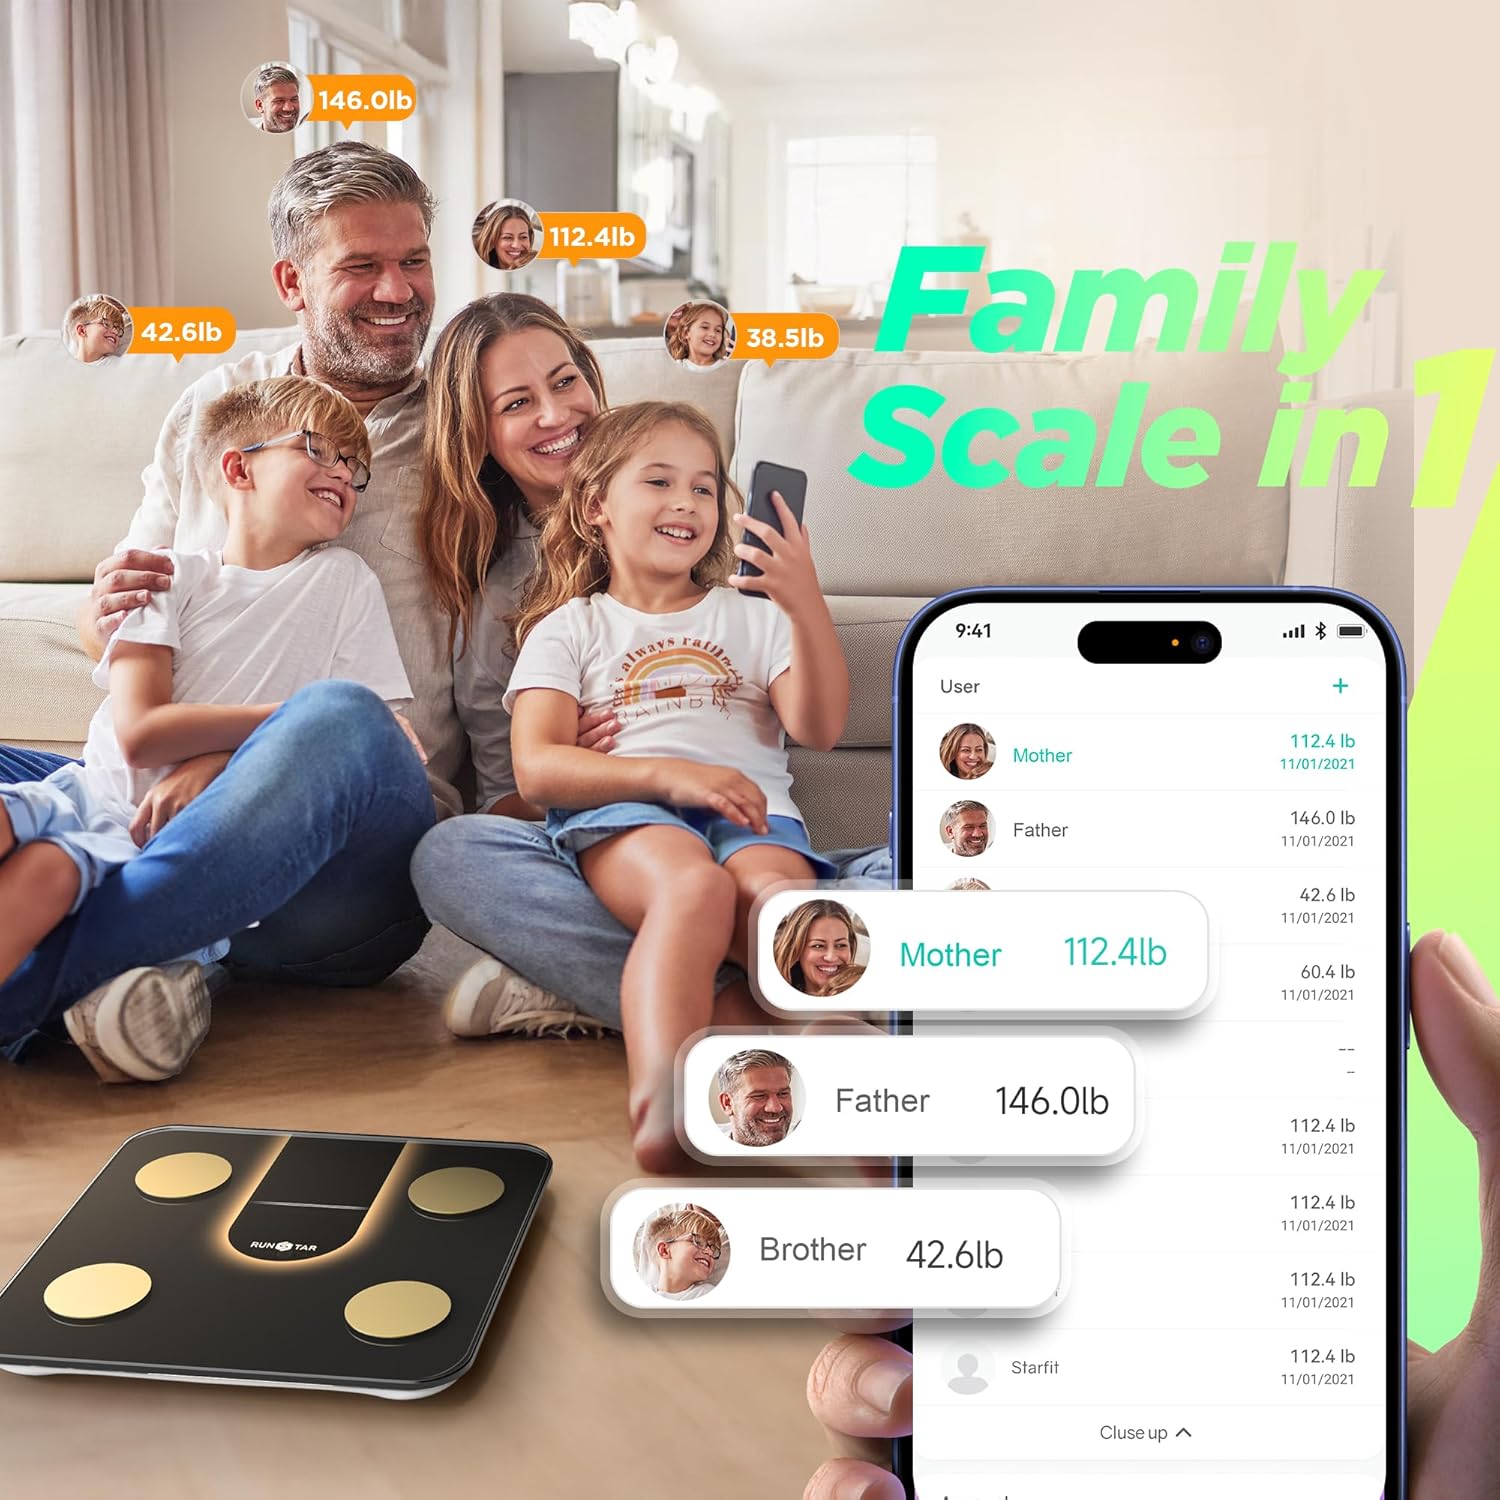 146.0lb
112.4lb
42.6lb
38.5lb
Family
Scale in 1
always
RAINB
9:41
User +
Mother 112.4 lb
11/01/2021
Father 146.0 lb
11/01/2021
42.6 lb
11/01/2021
Mother 112.4lb
60.4 lb
11/01/2021
--
--
Father 146.0lb
112.4 lb
11/01/2021
112.4 lb
11/01/2021
Brother 42.6lb
112.4 lb
11/01/2021
RUNSTAR
Starfit 112.4 lb
11/01/2021
Cluse up